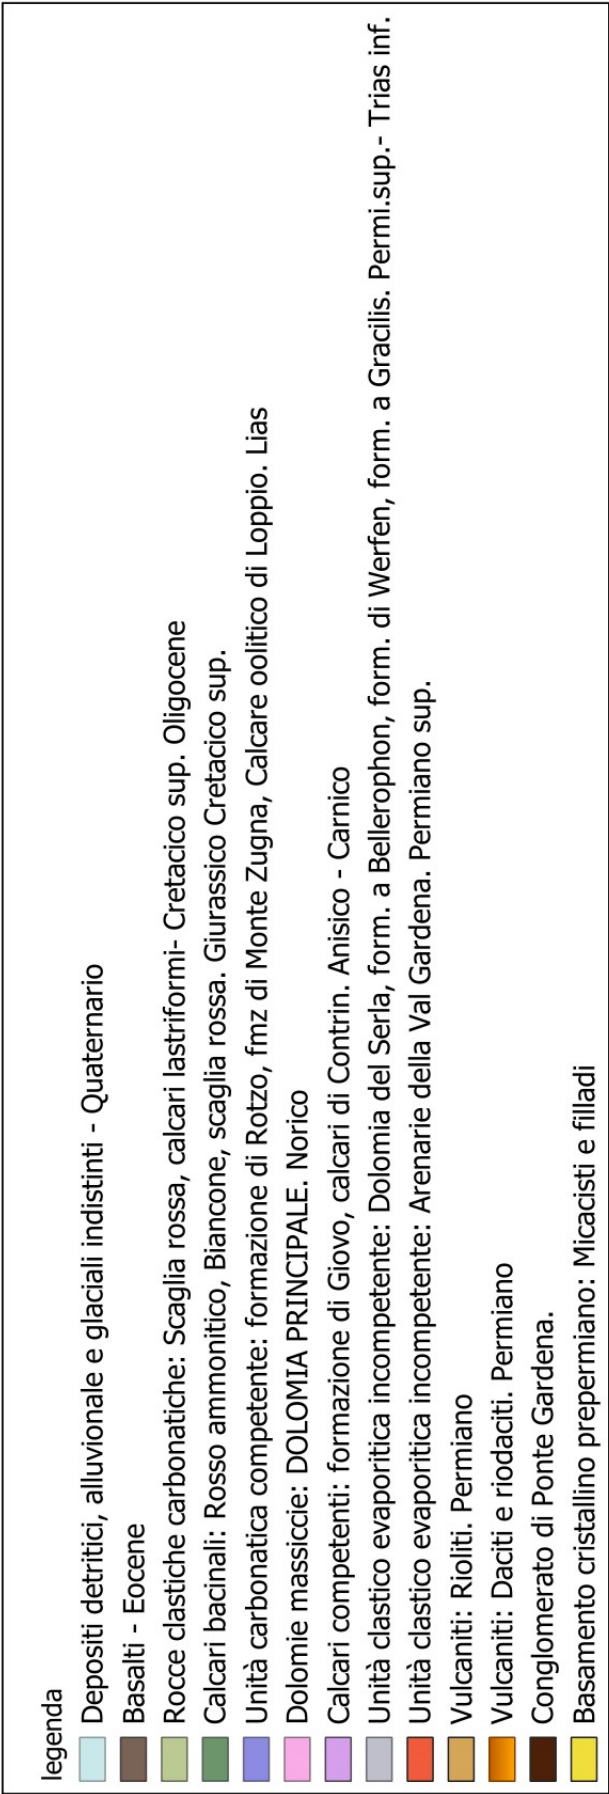 legenda
Depositi detritici, alluvionale e glaciali indistinti - Quaternario
Basalti - Eocene
Rocce clastiche carbonatiche: Scaglia rossa, calcari lastriformi- Cretacico sup. Oligocene
Calcari bacinali: Rosso ammonitico, Biancone, scaglia rossa. Giurassico Cretacico sup.
Unità carbonatica competente: formazione di Rotzo, fmz di Monte Zugna, Calcare oolitico di Loppio. Lias
Dolomie massiccie: DOLOMIA PRINCIPALE. Norico
Calcari competenti: formazione di Giovo, calcari di Contrin. Anisico - Carnico
Unità clastico evaporitica incompetente: Dolomia del Serla, form. a Bellerophon, form. di Werfen, form. a Gracilis. Permi.sup.- Trias inf.
Unità clastico evaporitica incompetente: Arenarie della Val Gardena. Permiano sup.
Vulcaniti: Rioliti. Permiano
Vulcaniti: Daciti e riodaciti. Permiano
Conglomerato di Ponte Gardena.
Basamento cristallino prepermiano: Micacisti e filladi